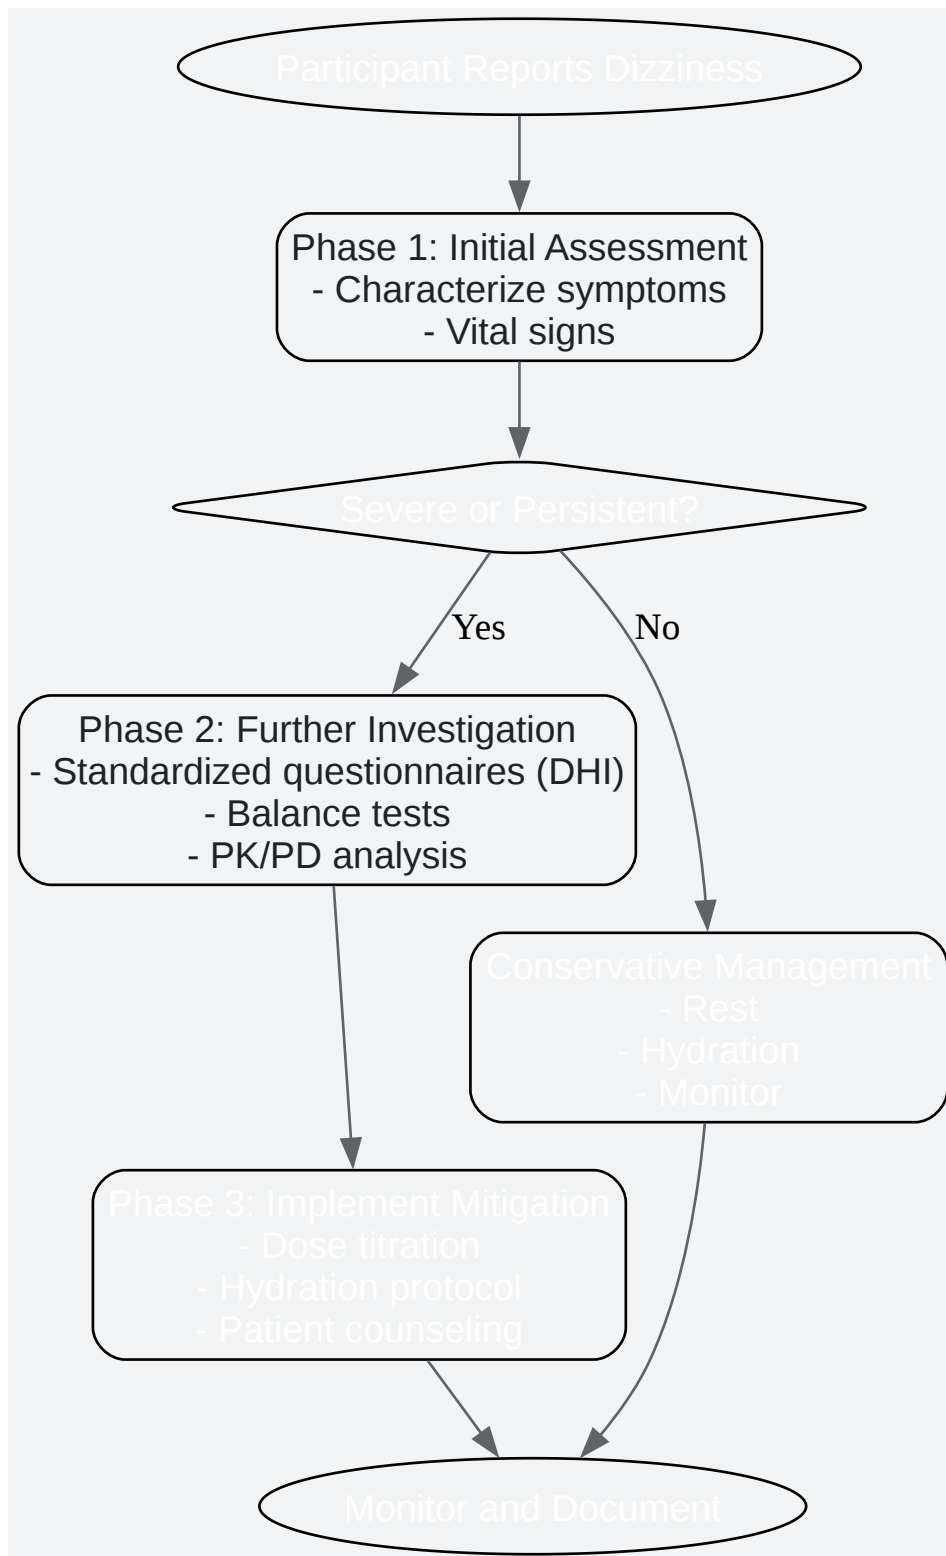 Participant Reports Dizziness
Phase 1: Initial Assessment
- Characterize symptoms
- Vital signs
Severe or Persistent?
Yes
No
Phase 2: Further Investigation
- Standardized questionnaires (DHI)
- Balance tests
- PK/PD analysis
Conservative Management
- Rest
- Hydration
- Monitor
Phase 3: Implement Mitigation
- Dose titration
- Hydration protocol
- Patient counseling
Monitor and Document